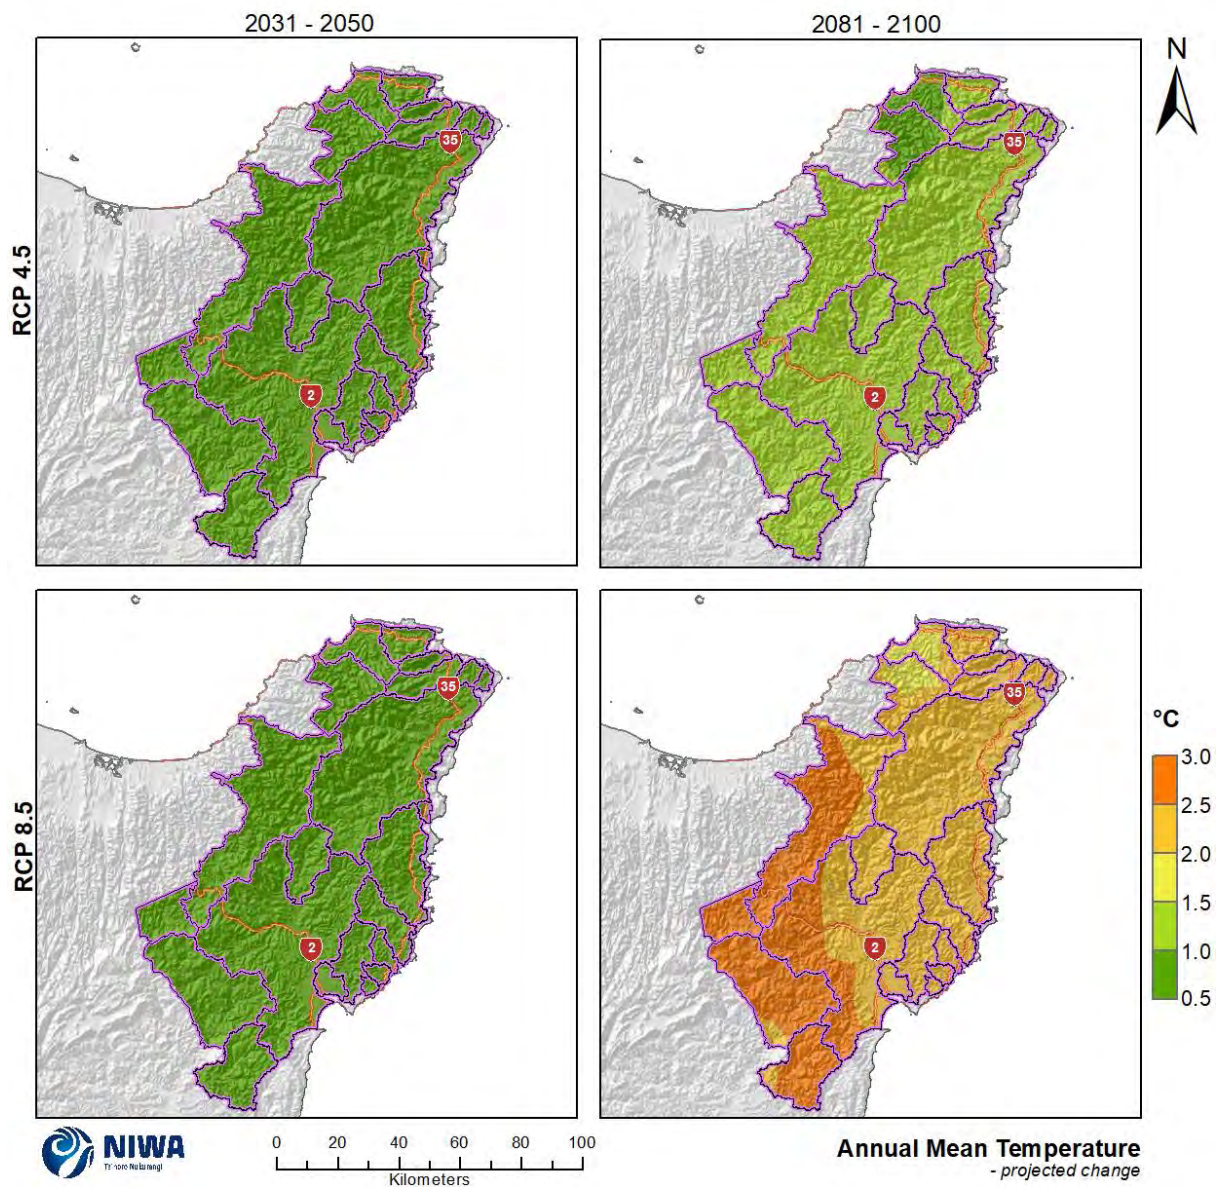 2031 - 2050
2081 - 2100
N
RCP 4.5
35
2
35
2
RCP 8.5
35
2
35
2
°C
3.0
2.5
2.0
1.5
1.0
0.5
NIWA
Taihoro Nukurangi
0 20 40 60 80 100
Kilometers
Annual Mean Temperature
- projected change